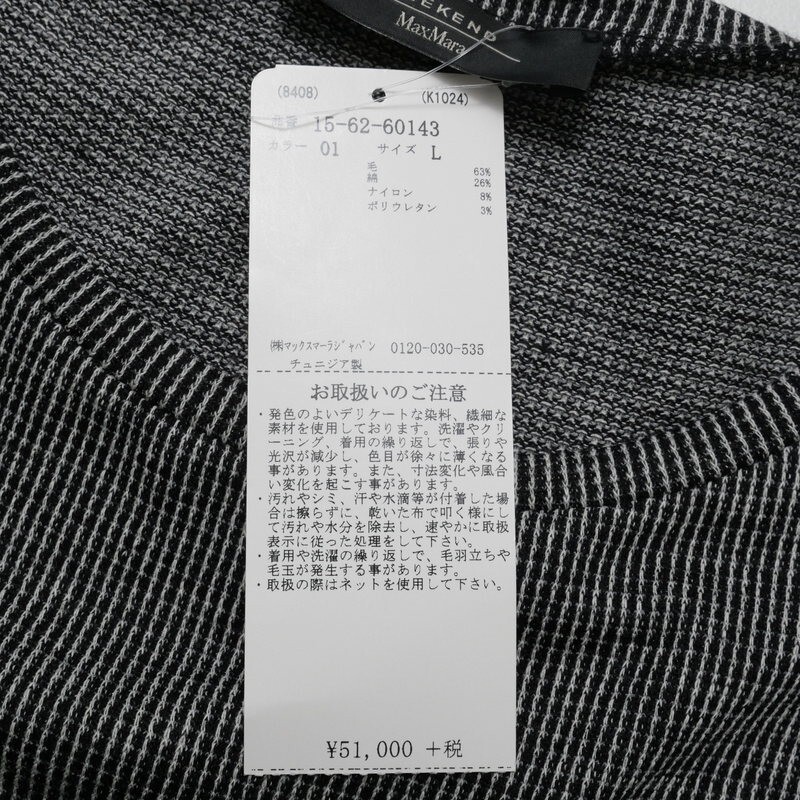 EEKEND
MaxMara
(8408)
(K1024)
品番 15-62-60143
カラー 01 サイズ L
毛 63%
綿 26%
ナイロン 8%
ポリウレタン 3%
㈱マックスマーラジャパン 0120-030-535
チュニジア製
お取扱いのご注意
・発色のよいデリケートな染料、繊細な
素材を使用しております。洗濯やクリ
ーニング、着用の繰り返しで、張りや
光沢が減少し、色目が徐々に薄くなる
事があります。また、寸法変化や風合
い変化を起こす事があります。
・汚れやシミ、汗や水滴等が付着した場
合は擦らずに、乾いた布で叩く様にし
て汚れや水分を除去し、速やかに取扱
表示に従った処理をして下さい。
・着用や洗濯の繰り返しで、毛羽立ちや
毛玉が発生する事があります。
・取扱の際はネットを使用して下さい。
¥51,000 +税